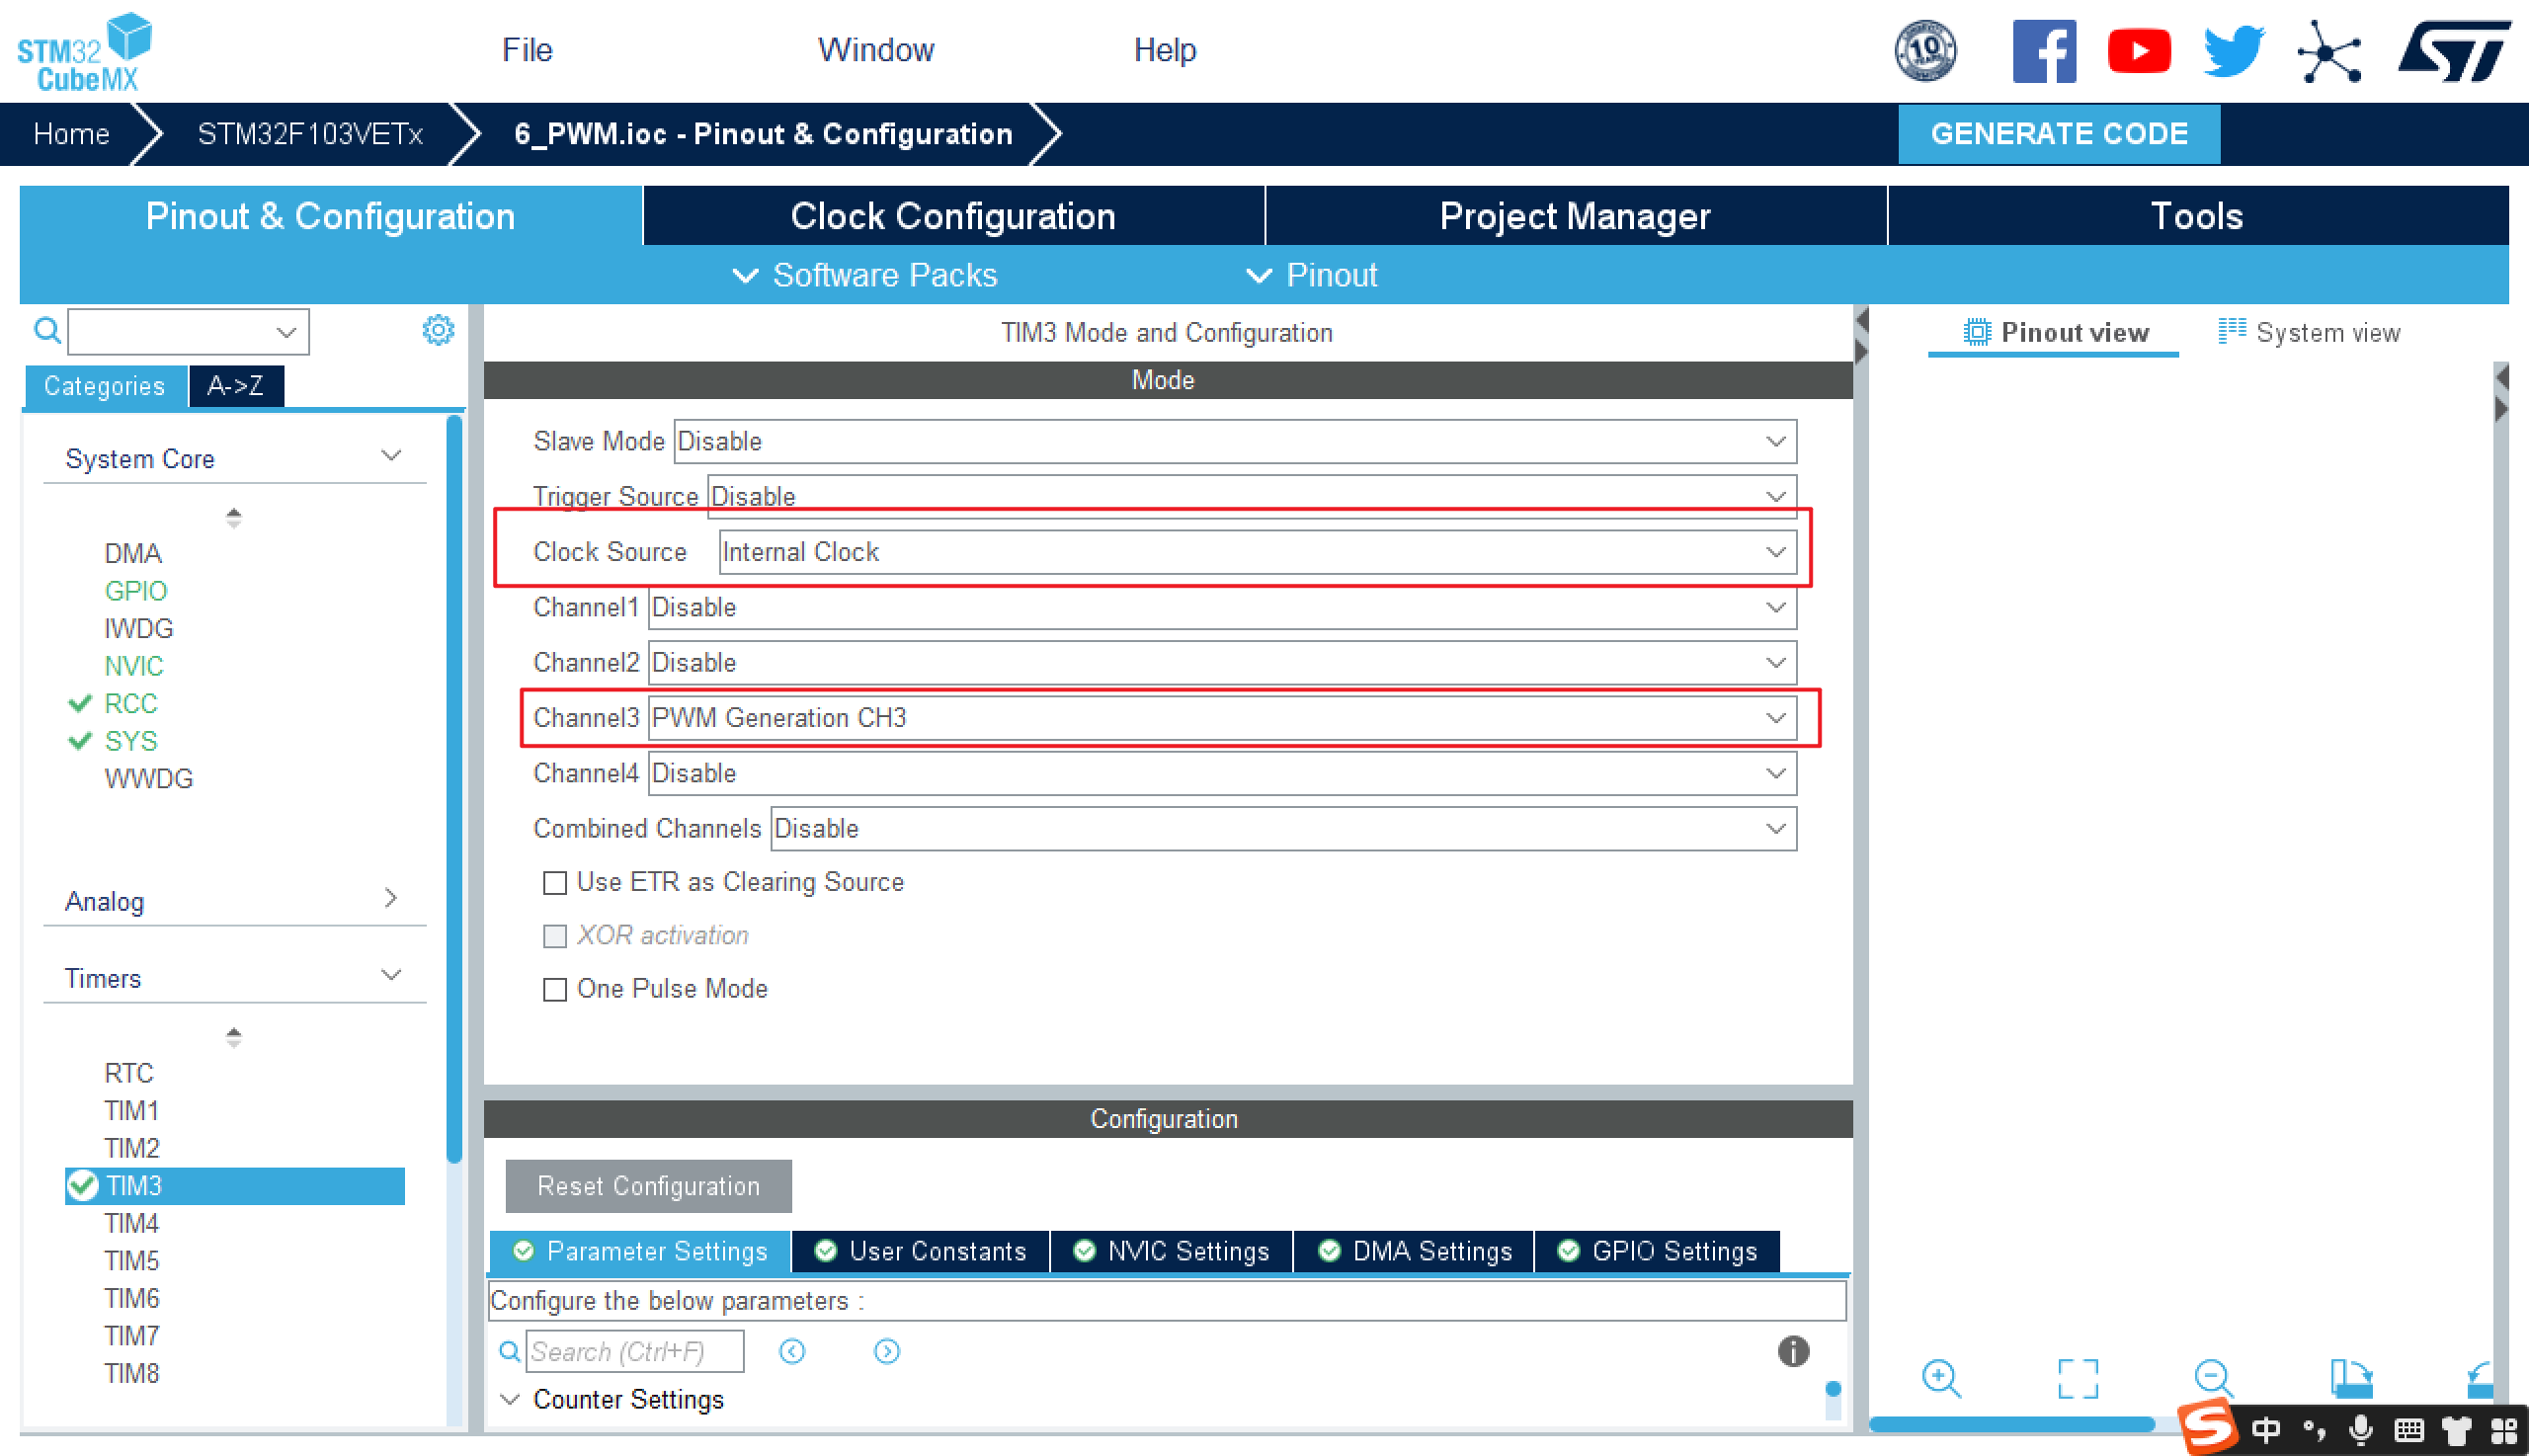 STM32
CubeMX
File
Window
Help
10
ST
Home
STM32F103VETx
6_PWM.ioc - Pinout & Configuration
GENERATE CODE
Pinout & Configuration
Clock Configuration
Project Manager
Tools
Software Packs
Pinout
Categories
A->Z
System Core
DMA
GPIO
IWDG
NVIC
RCC
SYS
WWDG
Analog
Timers
RTC
TIM1
TIM2
TIM3
TIM4
TIM5
TIM6
TIM7
TIM8
TIM3 Mode and Configuration
Mode
Slave Mode Disable
Trigger Source Disable
Clock Source Internal Clock
Channel1 Disable
Channel2 Disable
Channel3 PWM Generation CH3
Channel4 Disable
Combined Channels Disable
Use ETR as Clearing Source
XOR activation
One Pulse Mode
Configuration
Reset Configuration
Parameter Settings
User Constants
NVIC Settings
DMA Settings
GPIO Settings
Configure the below parameters :
Search (Ctrl+F)
Counter Settings
Pinout view
System view
中